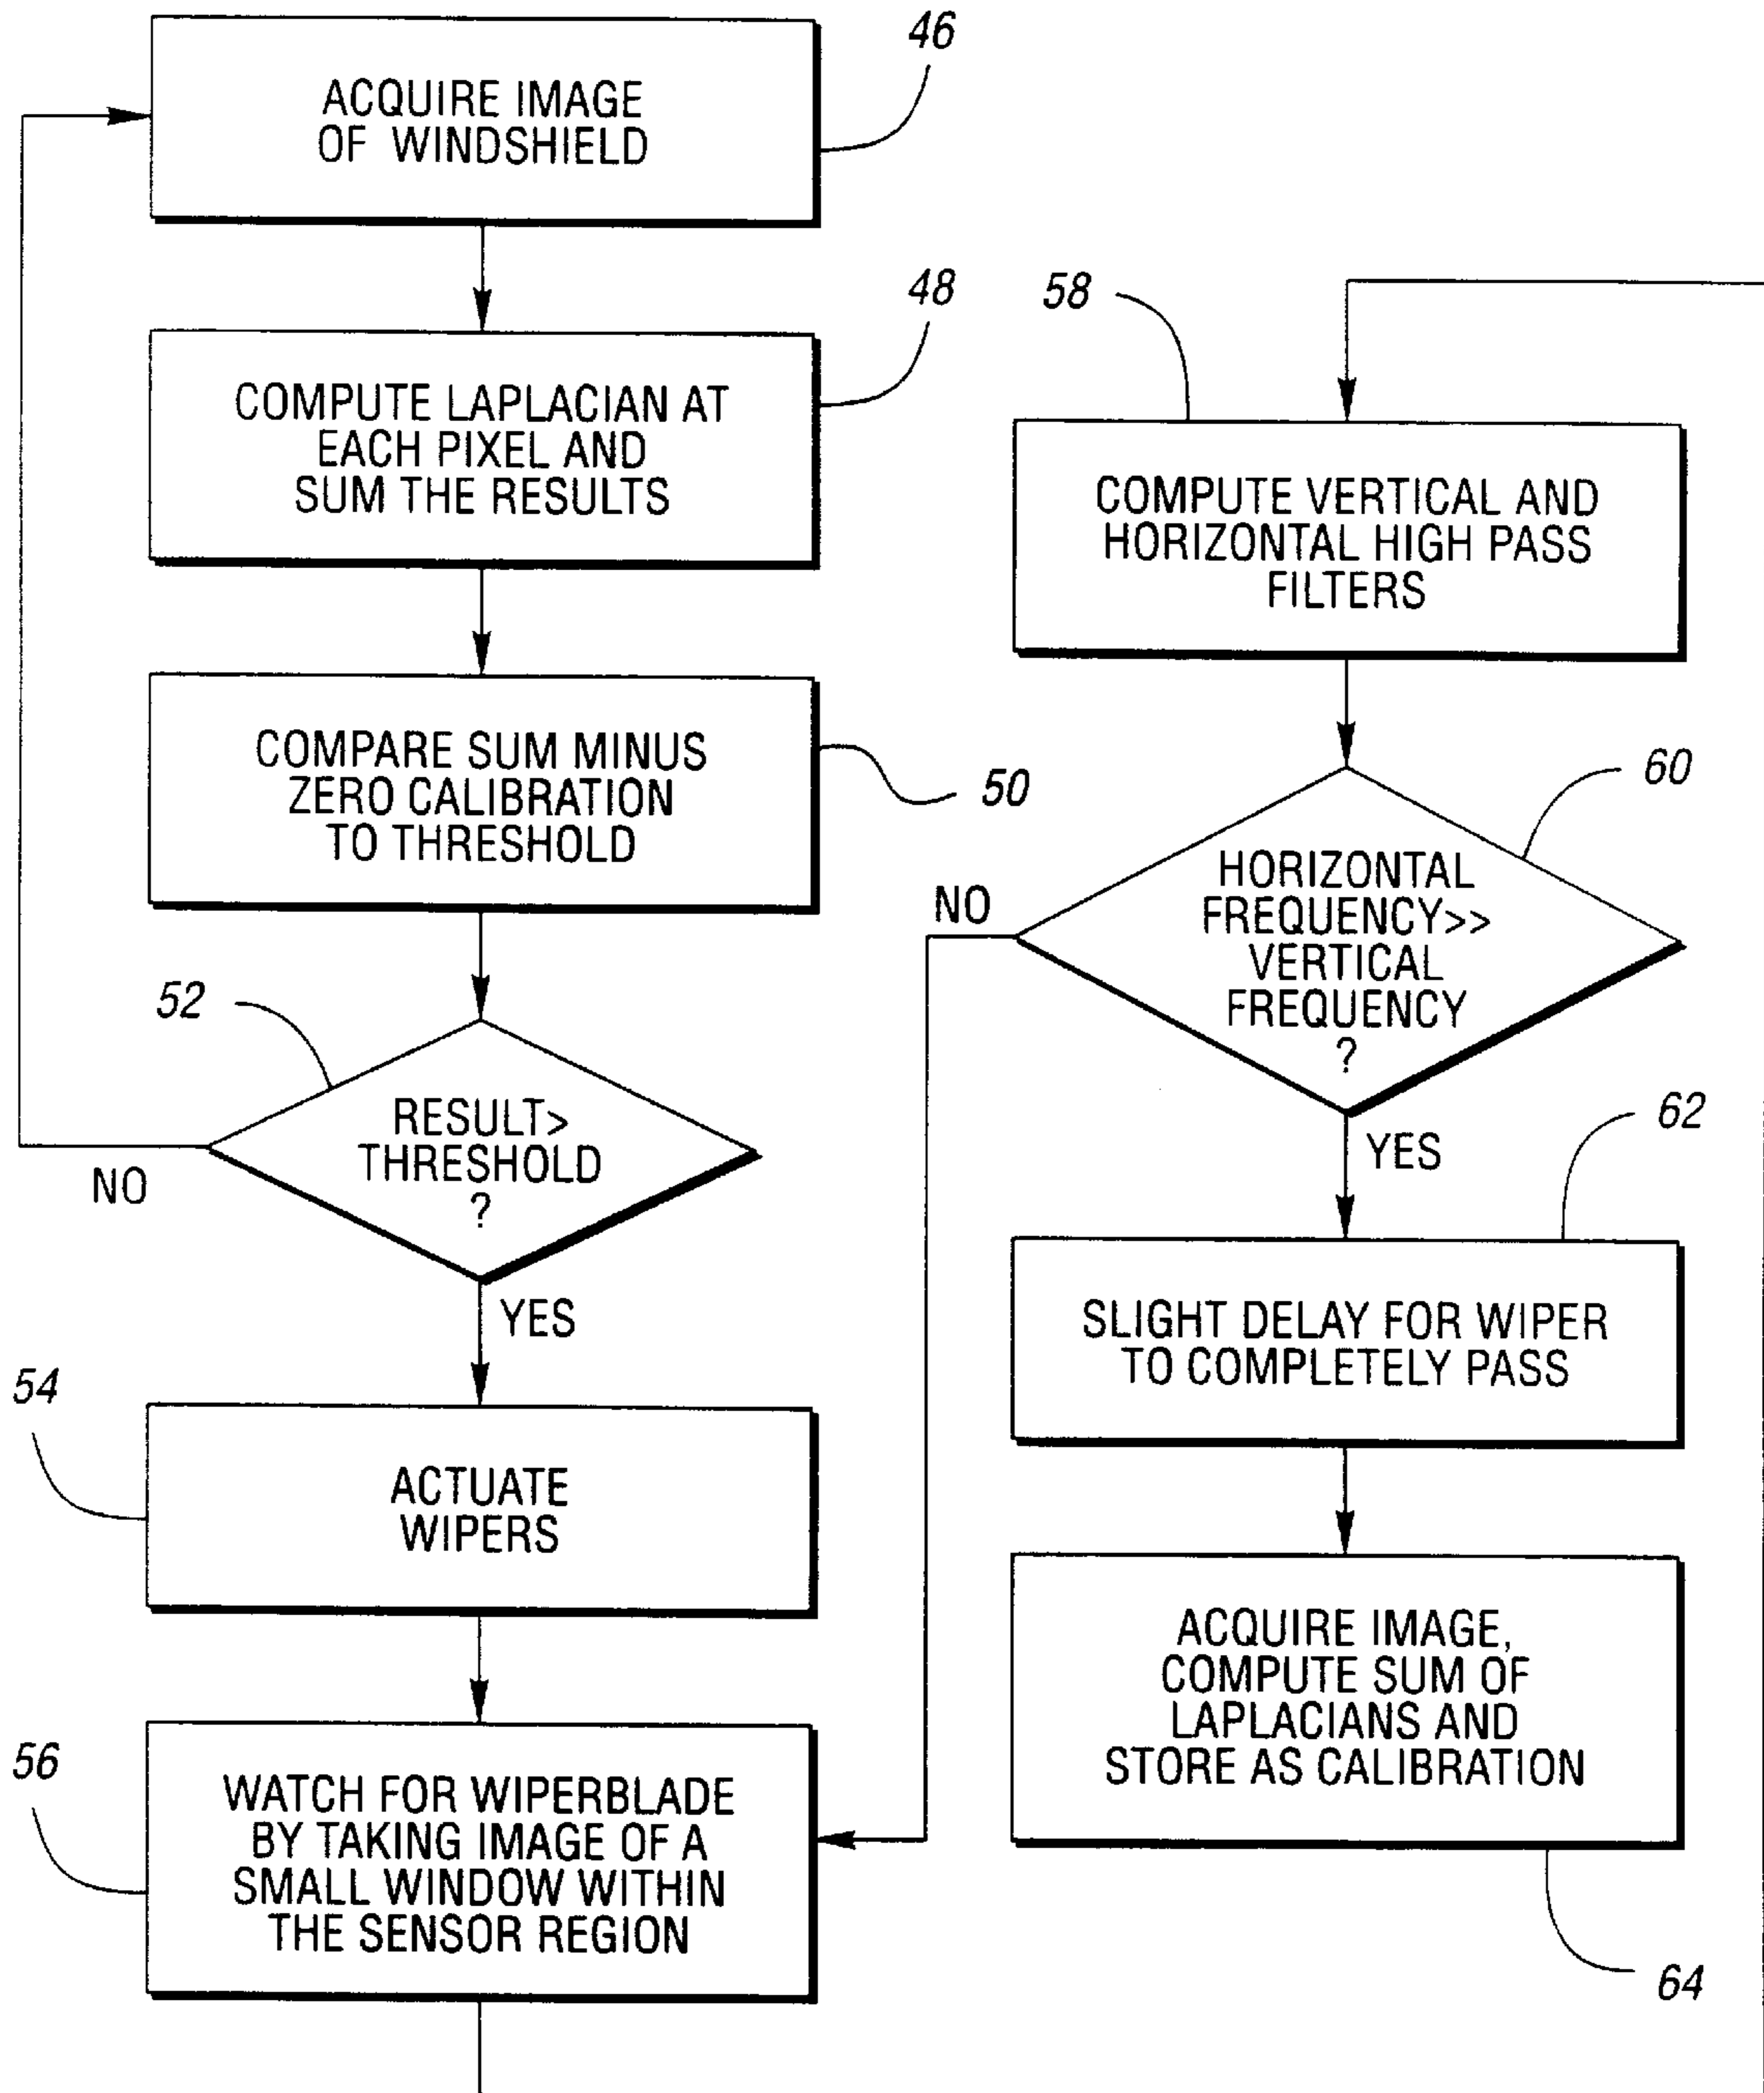 46
ACQUIRE IMAGE
OF WINDSHIELD
48
COMPUTE LAPLACIAN AT
EACH PIXEL AND
SUM THE RESULTS
COMPARE SUM MINUS
ZERO CALIBRATION
TO THRESHOLD
50
52
RESULT>
THRESHOLD
?
NO
YES
54
ACTUATE
WIPERS
56
WATCH FOR WIPERBLADE
BY TAKING IMAGE OF A
SMALL WINDOW WITHIN
THE SENSOR REGION
58
COMPUTE VERTICAL AND
HORIZONTAL HIGH PASS
FILTERS
60
HORIZONTAL
FREQUENCY>>
VERTICAL
FREQUENCY
?
NO
YES
62
SLIGHT DELAY FOR WIPER
TO COMPLETELY PASS
ACQUIRE IMAGE,
COMPUTE SUM OF
LAPLACIANS AND
STORE AS CALIBRATION
64